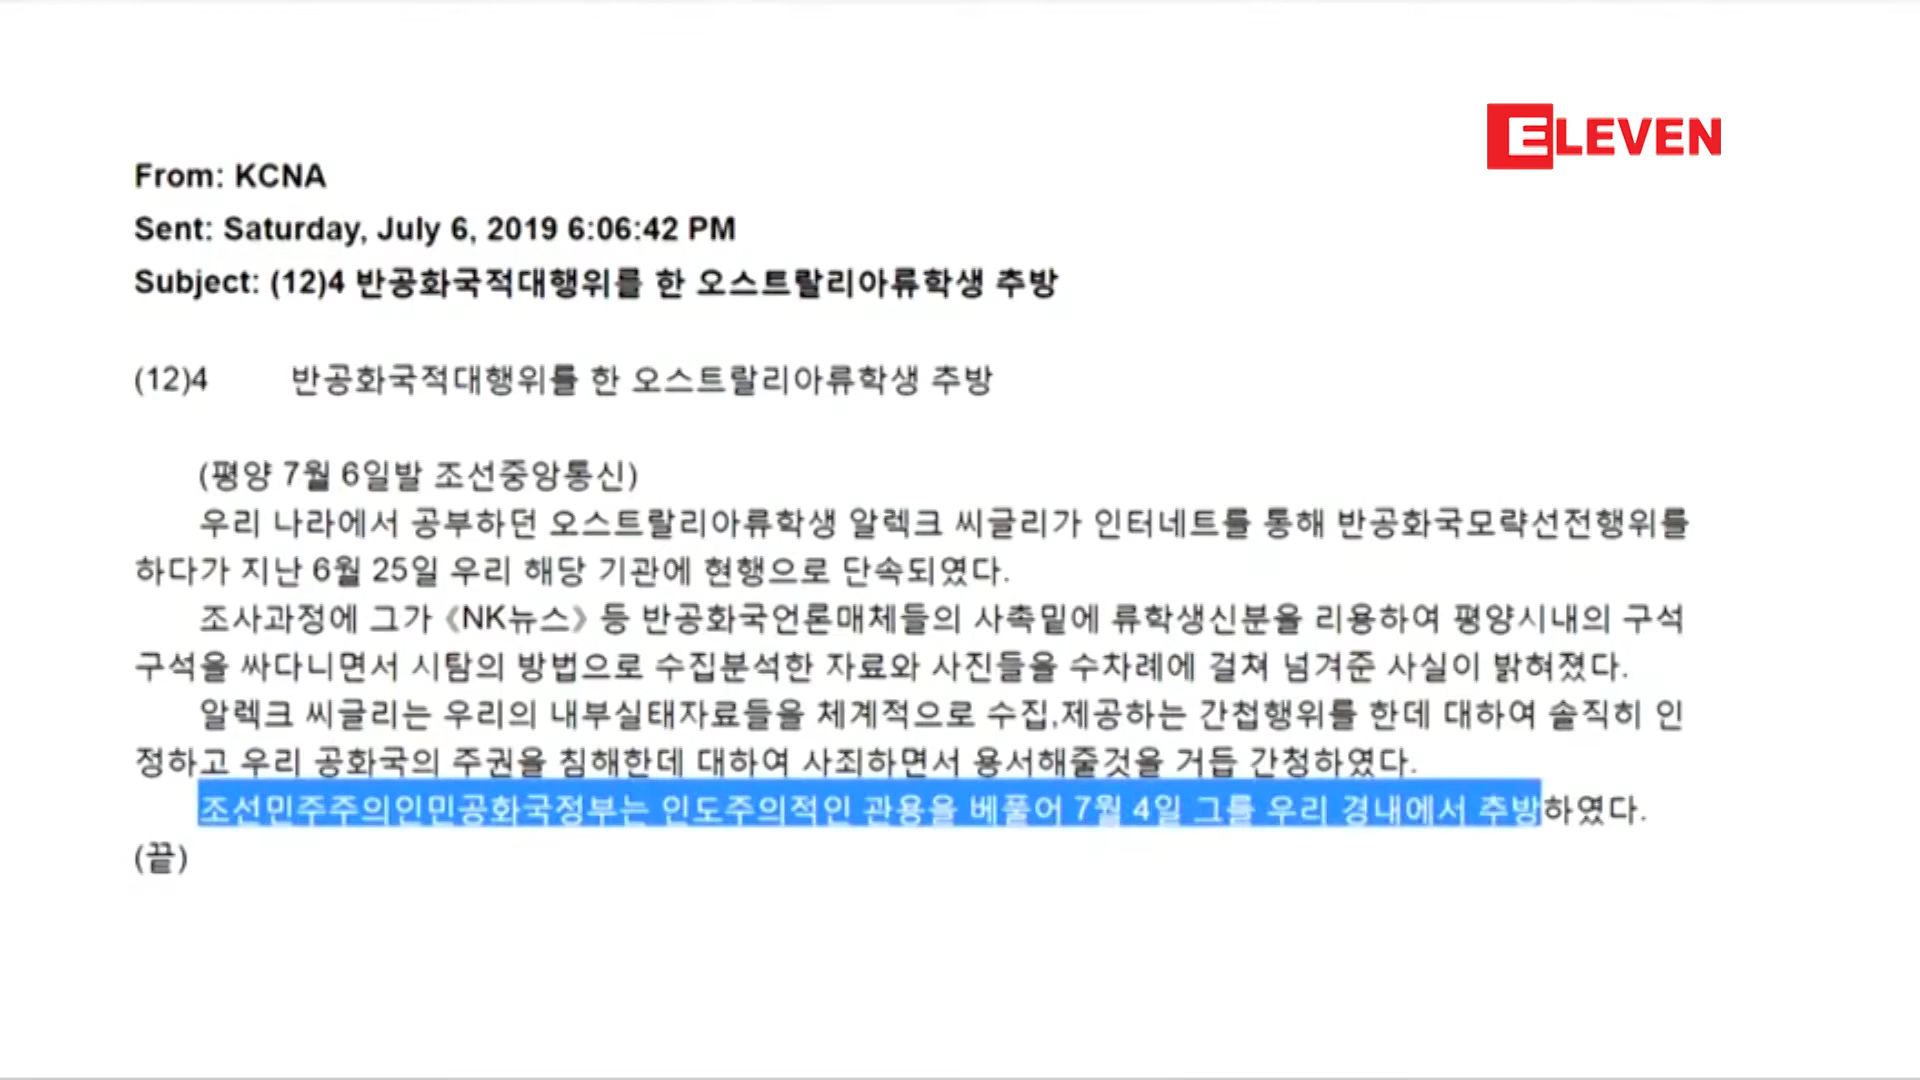 ELEVEN
From: KCNA
Sent: Saturday, July 6, 2019 6:06:42 PM
Subject: (12)4 반공화국적대행위를 한 오스트랄리아류학생 추방
(12)4 반공화국적대행위를 한 오스트랄리아류학생 추방
(평양 7월 6일발 조선중앙통신)
우리 나라에서 공부하던 오스트랄리아류학생 알렉크 씨글리가 인터네트를 통해 반공화국모략선전행위를
하다가 지난 6월 25일 우리 해당 기관에 현행으로 단속되였다.
조사과정에 그가 《NK뉴스》 등 반공화국언론매체들의 사촉밑에 류학생신분을 리용하여 평양시내의 구석
구석을 싸다니면서 시탐의 방법으로 수집분석한 자료와 사진들을 수차례에 걸쳐 넘겨준 사실이 밝혀졌다.
알렉크 씨글리는 우리의 내부실태자료들을 체계적으로 수집,제공하는 간첩행위를 한데 대하여 솔직히 인
정하고 우리 공화국의 주권을 침해한데 대하여 사죄하면서 용서해줄것을 거듭 간청하였다.
조선민주주의인민공화국정부는 인도주의적인 관용을 베풀어 7월 4일 그를 우리 경내에서 추방하였다.
(끝)